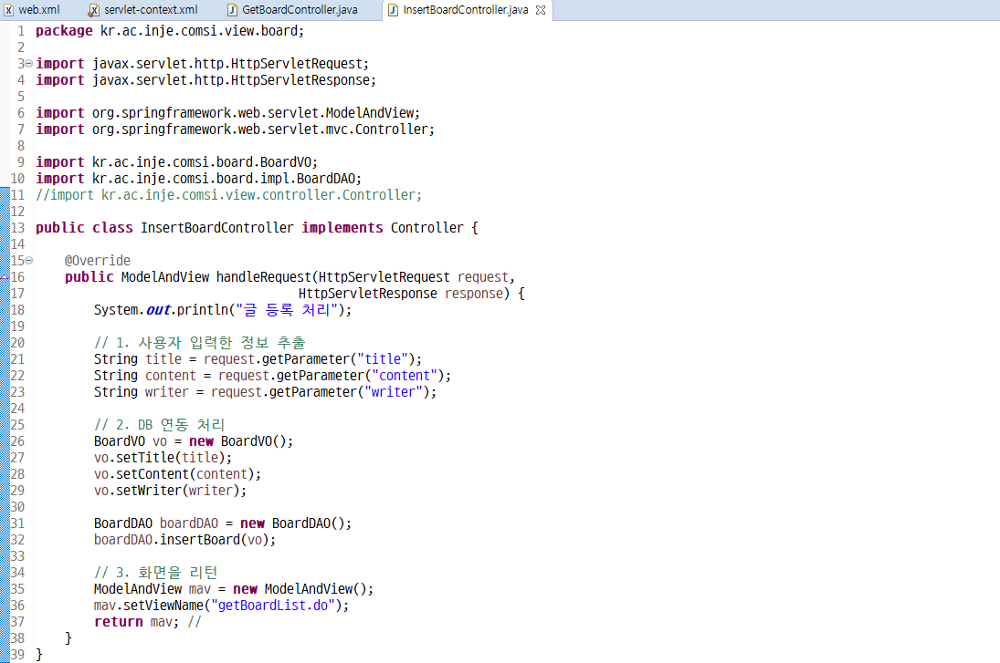 web.xml servlet-context.xml GetBoardController.java InsertBoardController.java
1 package kr.ac.inje.comsi.view.board;
2
3 import javax.servlet.http.HttpServletRequest;
4 import javax.servlet.http.HttpServletResponse;
5
6 import org.springframework.web.servlet.ModelAndView;
7 import org.springframework.web.servlet.mvc.Controller;
8
9 import kr.ac.inje.comsi.board.BoardVO;
10 import kr.ac.inje.comsi.board.impl.BoardDAO;
11 //import kr.ac.inje.comsi.view.controller.Controller;
12
13 public class InsertBoardController implements Controller {
14
15 @Override
16 public ModelAndView handleRequest(HttpServletRequest request,
17 HttpServletResponse response) {
18 System.out.println("글 등록 처리");
19
20 // 1. 사용자 입력한 정보 추출
21 String title = request.getParameter("title");
22 String content = request.getParameter("content");
23 String writer = request.getParameter("writer");
24
25 // 2. DB 연동 처리
26 BoardVO vo = new BoardVO();
27 vo.setTitle(title);
28 vo.setContent(content);
29 vo.setWriter(writer);
30
31 BoardDAO boardDAO = new BoardDAO();
32 boardDAO.insertBoard(vo);
33
34 // 3. 화면을 리턴
35 ModelAndView mav = new ModelAndView();
36 mav.setViewName("getBoardList.do");
37 return mav; //
38 }
39 }